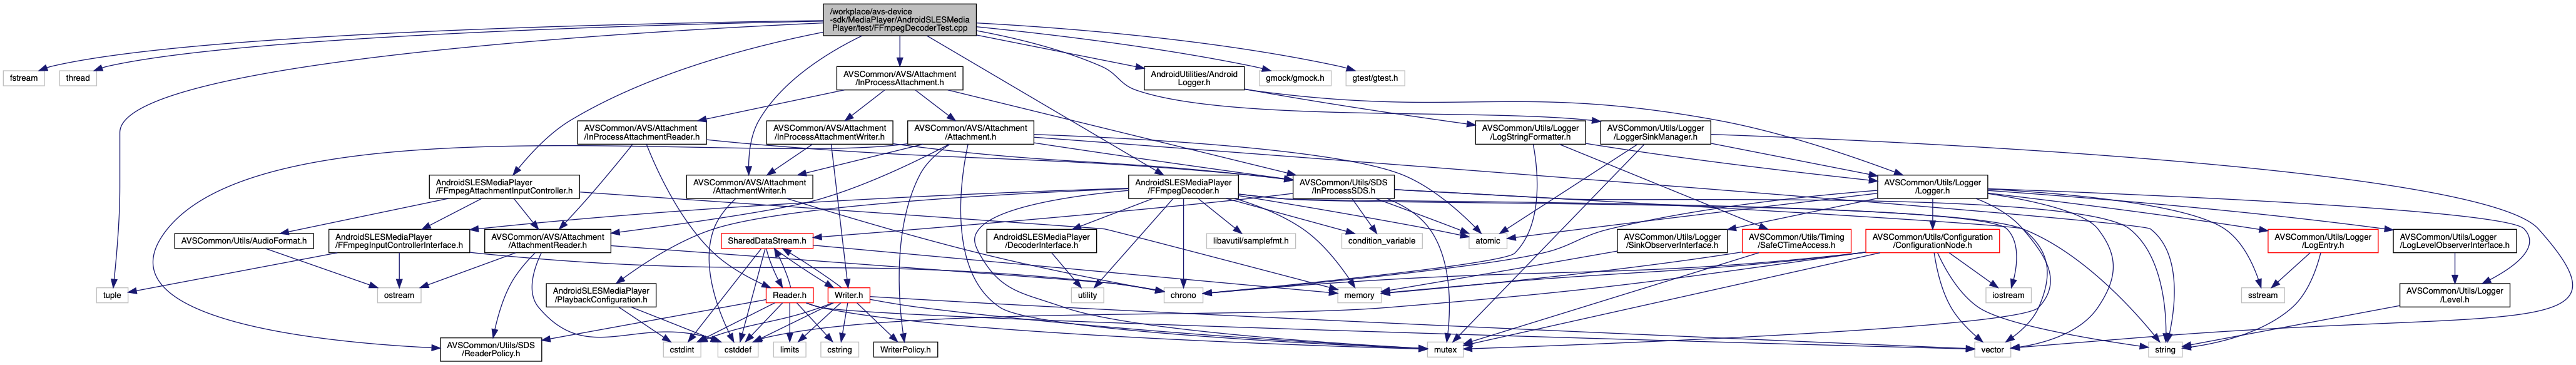 /workplace/avs-device
-sdk/MediaPlayer/AndroidSLESMedia
Player/test/FFmpegDecoderTest.cpp
fstream
thread
AVSCommon/AVS/Attachment
/InProcessAttachment.h
AndroidUtilities/Android
Logger.h
gmock/gmock.h
gtest/gtest.h
AVSCommon/AVS/Attachment
/InProcessAttachmentReader.h
AVSCommon/AVS/Attachment
/InProcessAttachmentWriter.h
AVSCommon/AVS/Attachment
/Attachment.h
AVSCommon/Utils/Logger
/LogStringFormatter.h
AVSCommon/Utils/Logger
/LoggerSinkManager.h
AndroidSLESMediaPlayer
/FFmpegAttachmentInputController.h
AVSCommon/AVS/Attachment
/AttachmentWriter.h
AndroidSLESMediaPlayer
/FFmpegDecoder.h
AVSCommon/Utils/SDS
/InProcessSDS.h
AVSCommon/Utils/Logger
/Logger.h
AVSCommon/Utils/AudioFormat.h
AndroidSLESMediaPlayer
/FFmpegInputControllerInterface.h
AVSCommon/AVS/Attachment
/AttachmentReader.h
SharedDataStream.h
AndroidSLESMediaPlayer
/DecoderInterface.h
libavutil/samplefmt.h
condition_variable
atomic
AVSCommon/Utils/Logger
/SinkObserverInterface.h
AVSCommon/Utils/Timing
/SafeCTimeAccess.h
AVSCommon/Utils/Configuration
/ConfigurationNode.h
AVSCommon/Utils/Logger
/LogEntry.h
AVSCommon/Utils/Logger
/LogLevelObserverInterface.h
tuple
ostream
AndroidSLESMediaPlayer
/PlaybackConfiguration.h
Reader.h
Writer.h
utility
chrono
memory
iostream
sstream
AVSCommon/Utils/Logger
/Level.h
AVSCommon/Utils/SDS
/ReaderPolicy.h
cstdint
cstddef
limits
cstring
WriterPolicy.h
mutex
vector
string